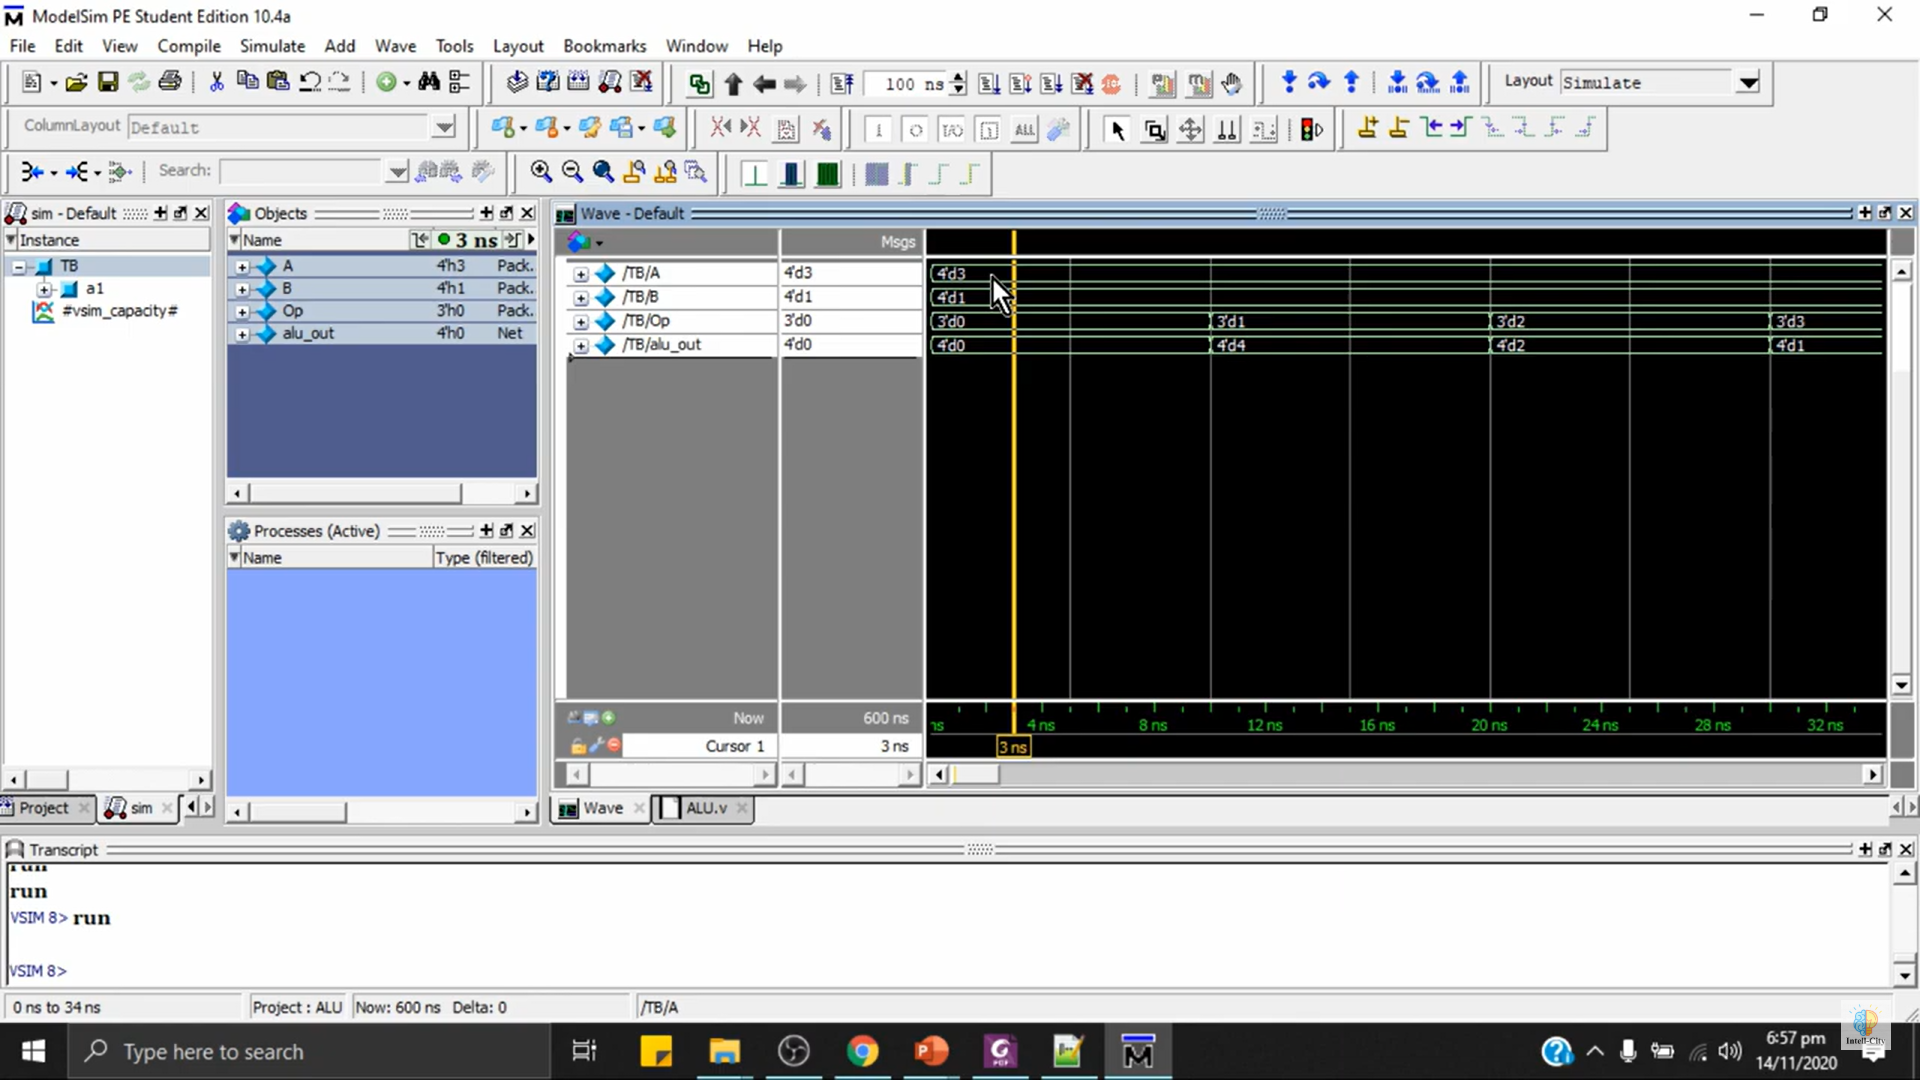 ModelSim PE Student Edition 10.4a
File Edit View Compile Simulate Add Wave Tools Layout Bookmarks Window Help
100 ns
Layout Simulate
ColumnLayout Default
I/O ALL
Search:
sim - Default
Instance
TB
a1
#vsim_capacity#
Objects
Name 3 ns
A 4'h3 Pack.
B 4'h1 Pack.
Op 3'h0 Pack.
alu_out 4'h0 Net
Processes (Active)
Name Type (filtered)
Wave - Default
Msgs
/TB/A 4'd3 4'd3
/TB/B 4'd1 4'd1
/TB/Op 3'd0 3'd0 3'd1 3'd2 3'd3
/TB/alu_out 4'd0 4'd0 4'd4 4'd2 4'd1
Now 600 ns ns 4 ns 8 ns 12 ns 16 ns 20 ns 24 ns 28 ns 32 ns
Cursor 1 3 ns 3 ns
Project sim Wave ALU.v
Transcript
run
run
VSIM 8> run
VSIM 8>
0 ns to 34 ns Project : ALU Now: 600 ns Delta: 0 /TB/A
Type here to search
6:57 pm
14/11/2020
Intell-City